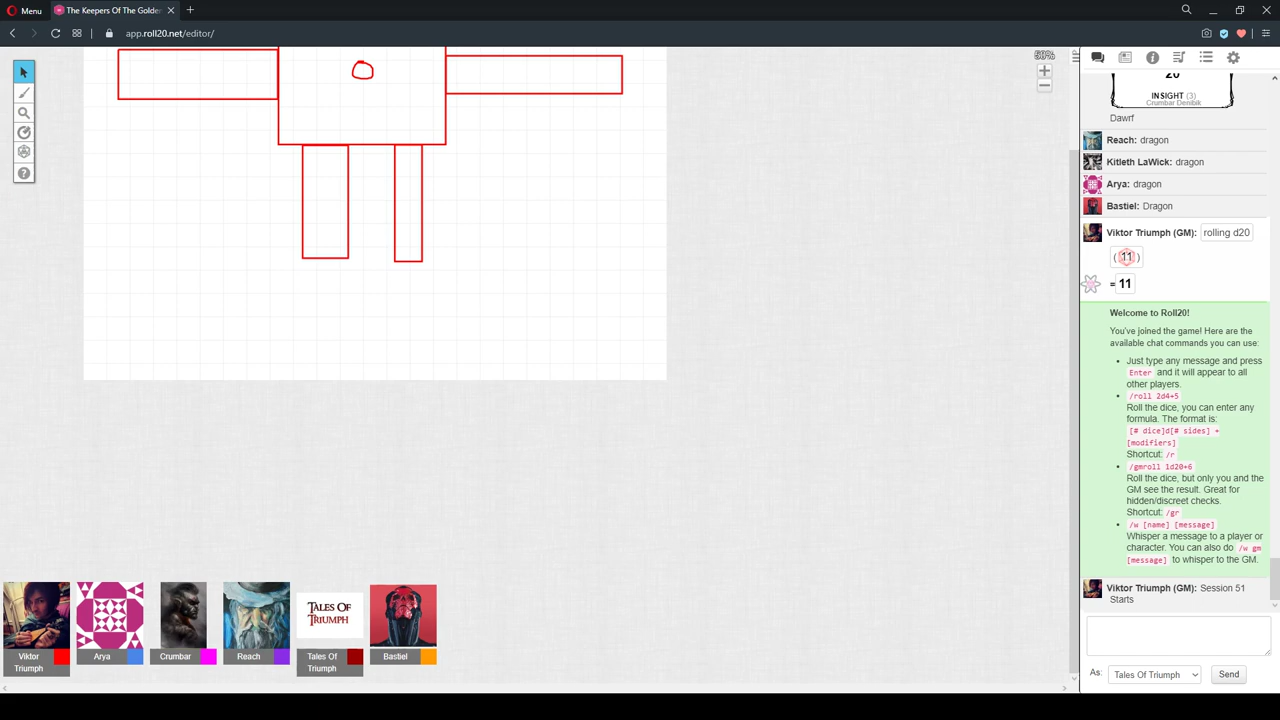 Menu
The Keepers Of The Golden
app.roll20.net/editor/
50%
20
INSIGHT (3)
Crumbar Denibik
Dawrf
Reach: dragon
Kitleth LaWick: dragon
Arya: dragon
Bastiel: Dragon
Viktor Triumph (GM): rolling d20
(11)
=11
Welcome to Roll20!
You've joined the game! Here are the
available chat commands you can use:
Just type any message and press
Enter and it will appear to all
other players.
/roll 2d4+5
Roll the dice, you can enter any
formula. The format is:
[# dice]d[# sides] +
[modifiers]
Shortcut: /r
/gmroll 1d20+6
Roll the dice, but only you and the
GM see the result. Great for
hidden/discreet checks.
Shortcut: /gr
/w [name] [message]
Whisper a message to a player or
character. You can also do /w gm
[message] to whisper to the GM.
Viktor Triumph (GM): Session 51
Starts
TALES OF
TRIUMPH
Viktor
Triumph
Arya
Crumbar
Reach
Tales Of
Triumph
Bastiel
As: Tales Of Triumph
Send